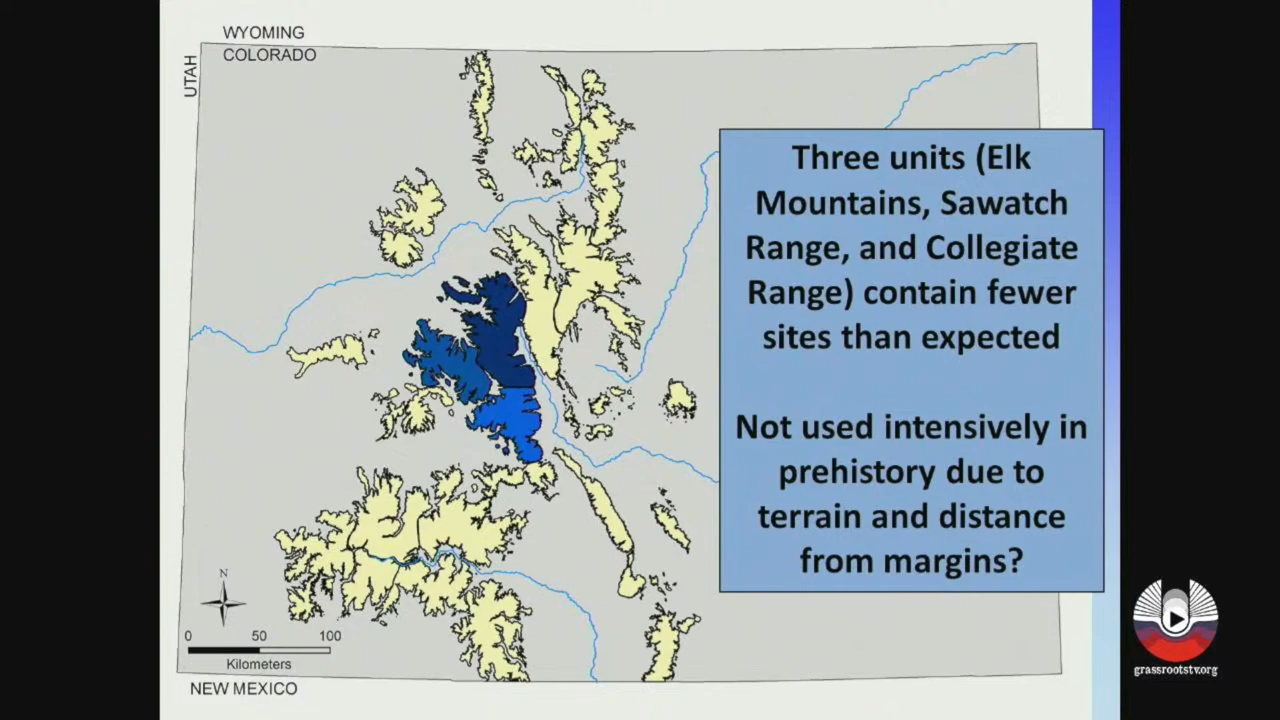 WYOMING
COLORADO
UTAH
Three units (Elk
Mountains, Sawatch
Range, and Collegiate
Range) contain fewer
sites than expected
Not used intensively in
prehistory due to
terrain and distance
from margins?
N
0 50 100
Kilometers
NEW MEXICO
grassrootstv.org